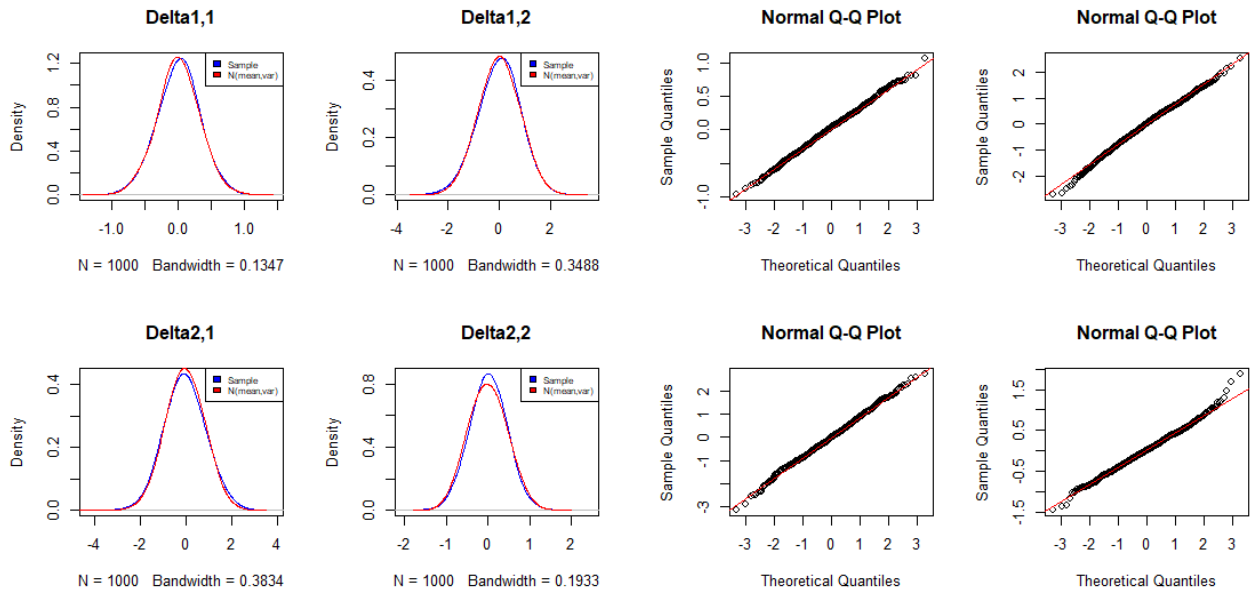 Delta1,1
Density
0.0 0.4 0.8 1.2
Sample
N(mean,var)
-1.0 0.0 1.0
N = 1000 Bandwidth = 0.1347
Delta1,2
Density
0.0 0.2 0.4
Sample
N(mean,var)
-4 -2 0 2
N = 1000 Bandwidth = 0.3488
Normal Q-Q Plot
Sample Quantiles
-1.0 0.0 0.5 1.0
-3 -2 -1 0 1 2 3
Theoretical Quantiles
Normal Q-Q Plot
Sample Quantiles
-2 -1 0 1 2
-3 -2 -1 0 1 2 3
Theoretical Quantiles
Delta2,1
Density
0.0 0.2 0.4
Sample
N(mean,var)
-4 -2 0 2 4
N = 1000 Bandwidth = 0.3834
Delta2,2
Density
0.0 0.4 0.8
Sample
N(mean,var)
-2 -1 0 1 2
N = 1000 Bandwidth = 0.1933
Normal Q-Q Plot
Sample Quantiles
-3 -1 0 1 2
-3 -2 -1 0 1 2 3
Theoretical Quantiles
Normal Q-Q Plot
Sample Quantiles
-1.5 -0.5 0.5 1.5
-3 -2 -1 0 1 2 3
Theoretical Quantiles